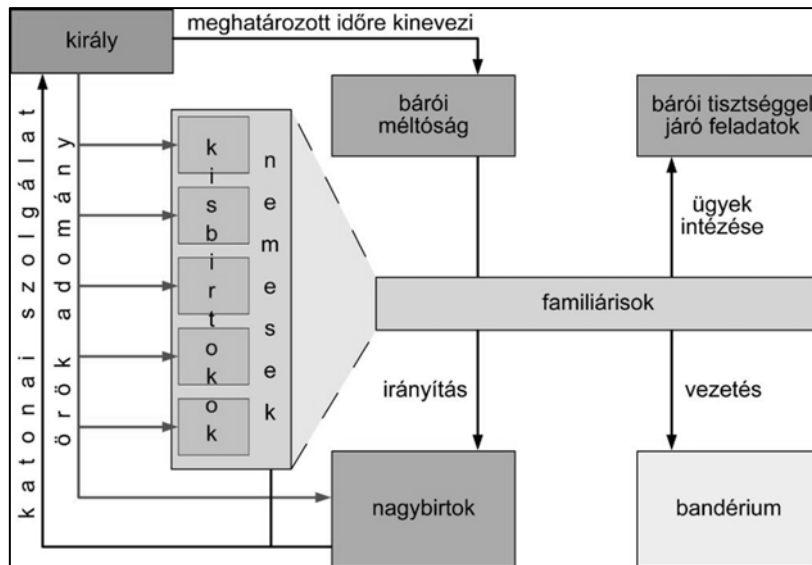 király
meghatározott időre kinevezi
bárói
méltóság
bárói tisztséggel
járó feladatok
katonai szolgálat
örök adomány
kisbirtokok
nemesek
ügyek
intézése
familiárisok
irányítás
vezetés
nagybirtok
bandérium